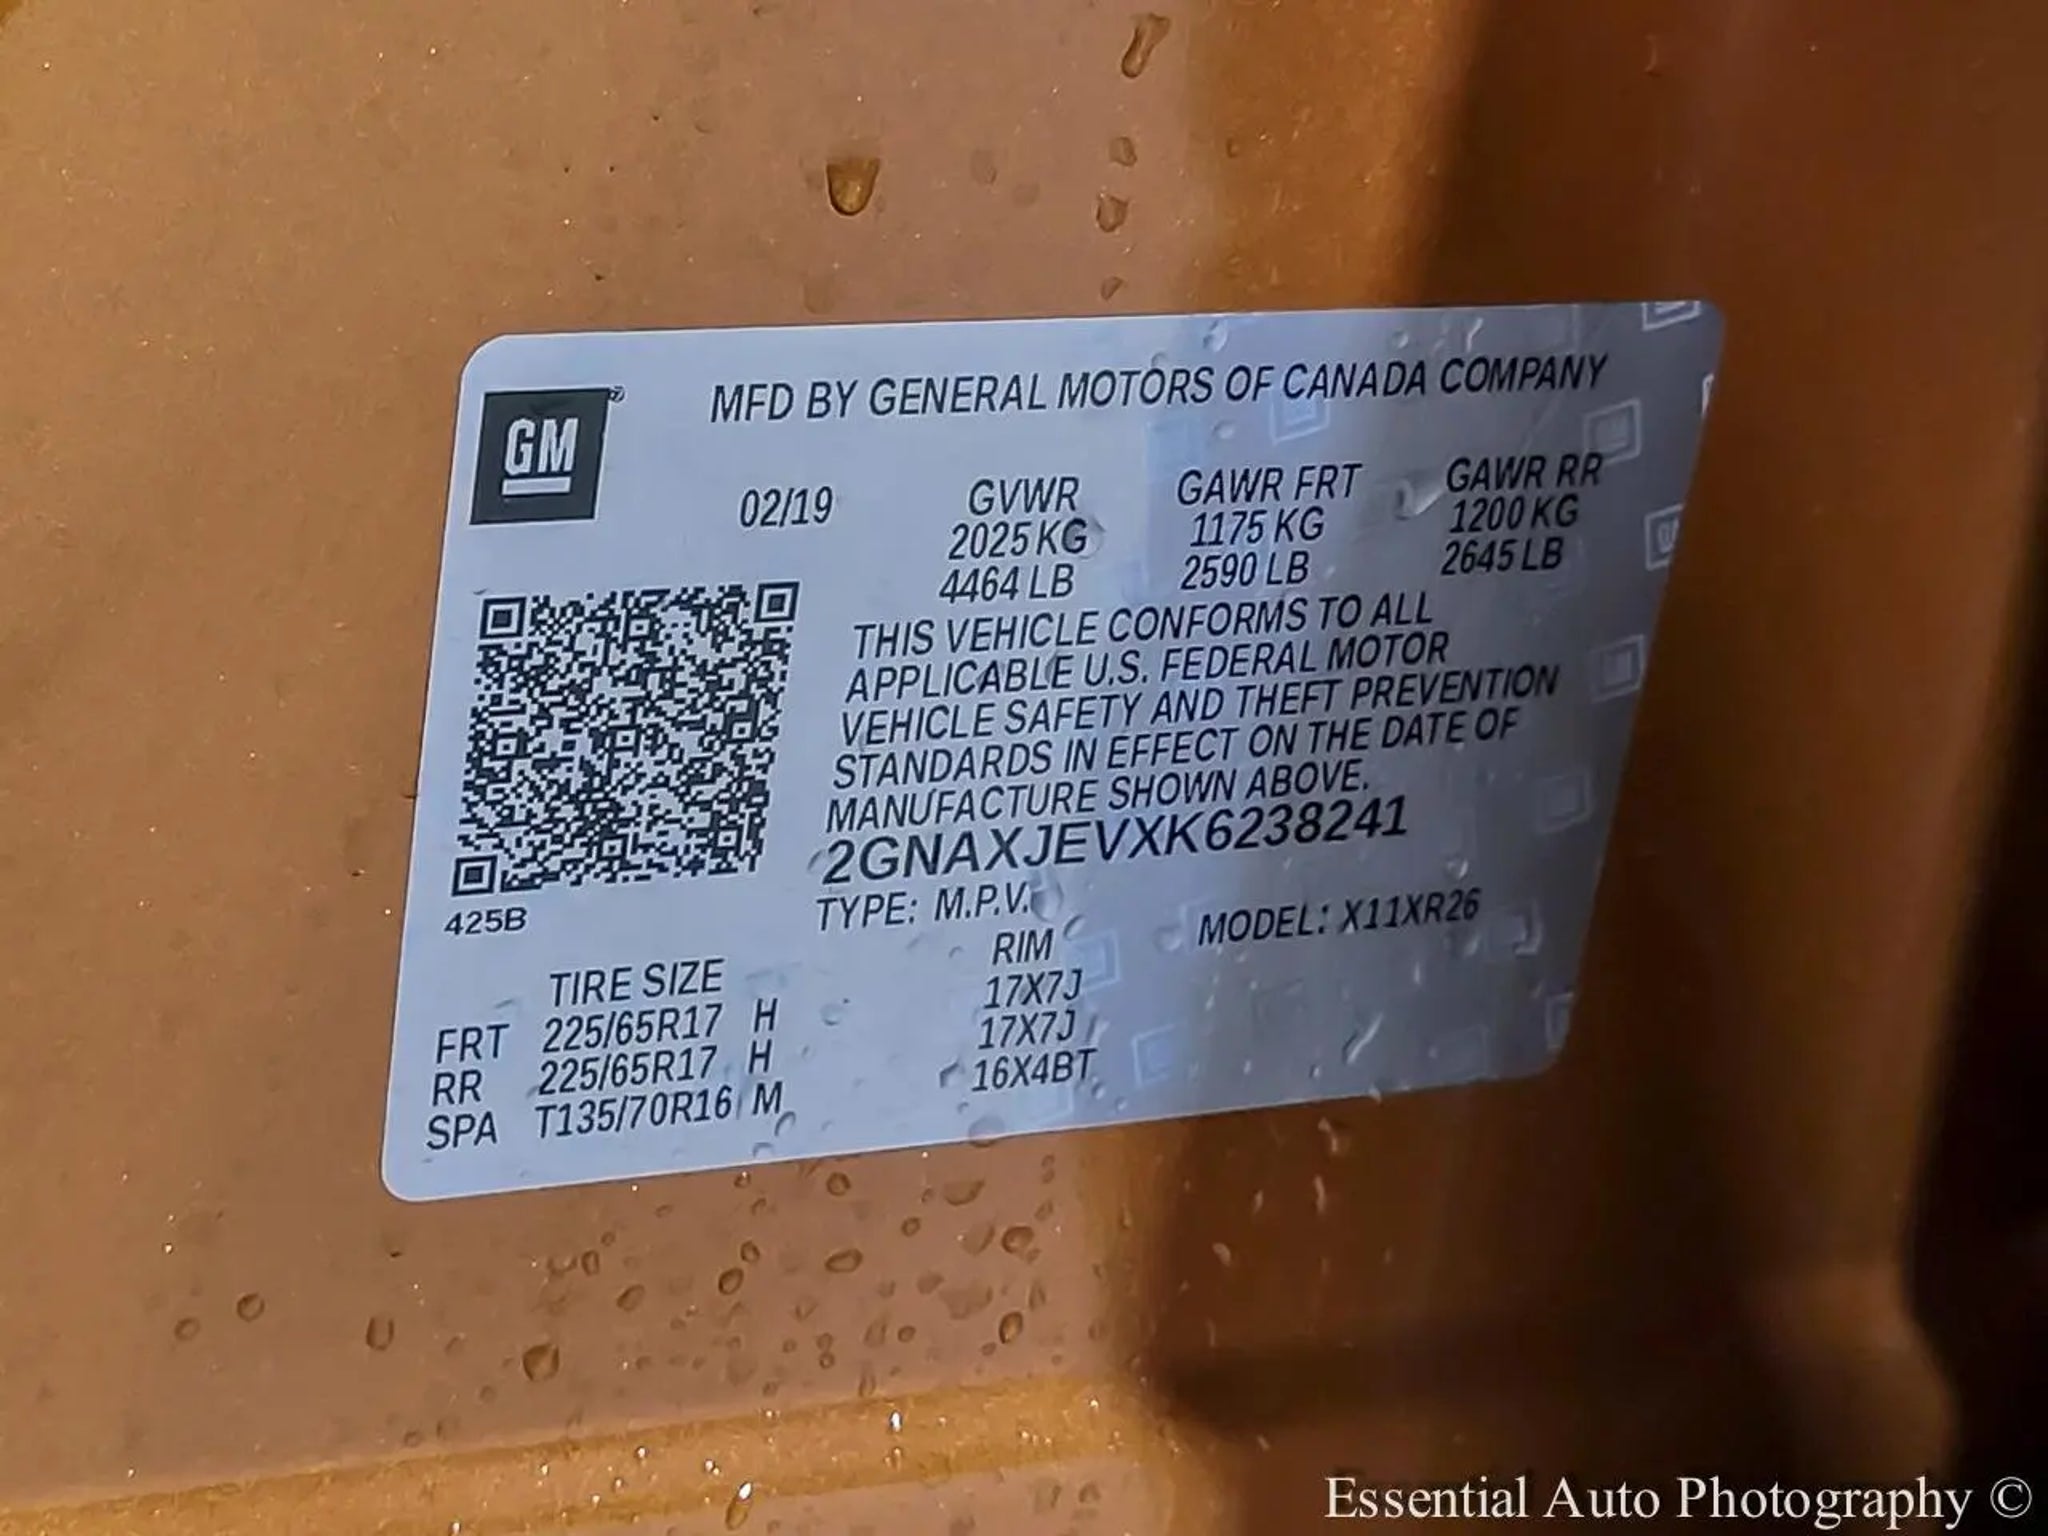 GM
MFD BY GENERAL MOTORS OF CANADA COMPANY
02/19 GVWR GAWR FRT GAWR RR
2025 KG 1175 KG 1200 KG
4464 LB 2590 LB 2645 LB
THIS VEHICLE CONFORMS TO ALL
APPLICABLE U.S. FEDERAL MOTOR
VEHICLE SAFETY AND THEFT PREVENTION
STANDARDS IN EFFECT ON THE DATE OF
MANUFACTURE SHOWN ABOVE.
2GNAXJEVXK6238241
425B
TYPE: M.P.V. MODEL: X11XR26
TIRE SIZE RIM
FRT 225/65R17 H 17X7J
RR 225/65R17 H 17X7J
SPA T135/70R16 M 16X4BT
Essential Auto Photography ©